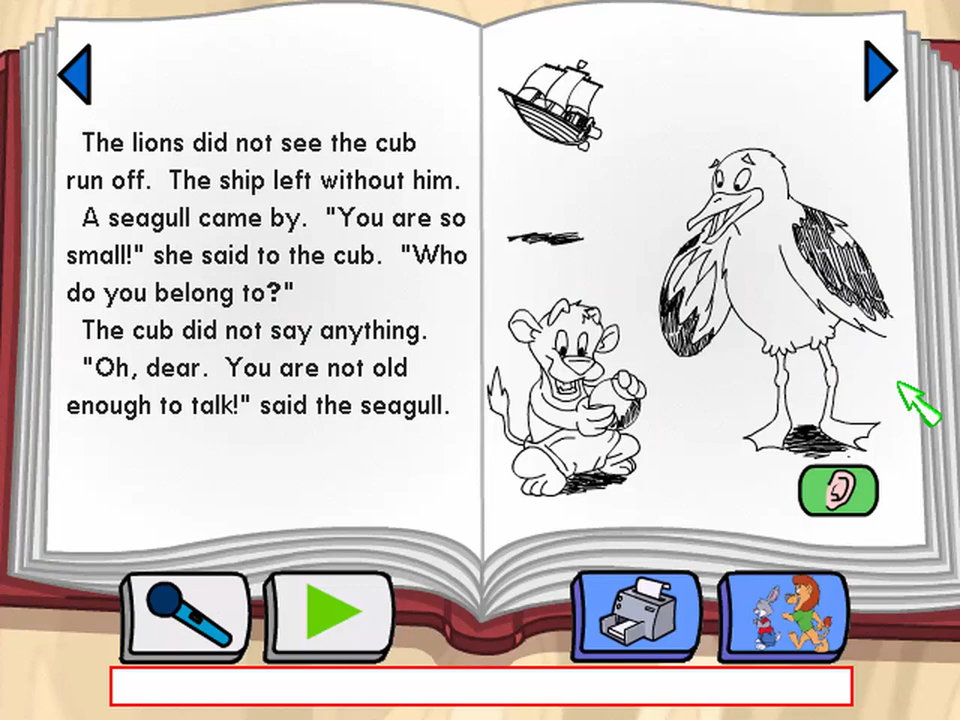 The lions did not see the cub
run off. The ship left without him.
A seagull came by. "You are so
small!" she said to the cub. "Who
do you belong to?"
The cub did not say anything.
"Oh, dear. You are not old
enough to talk!" said the seagull.